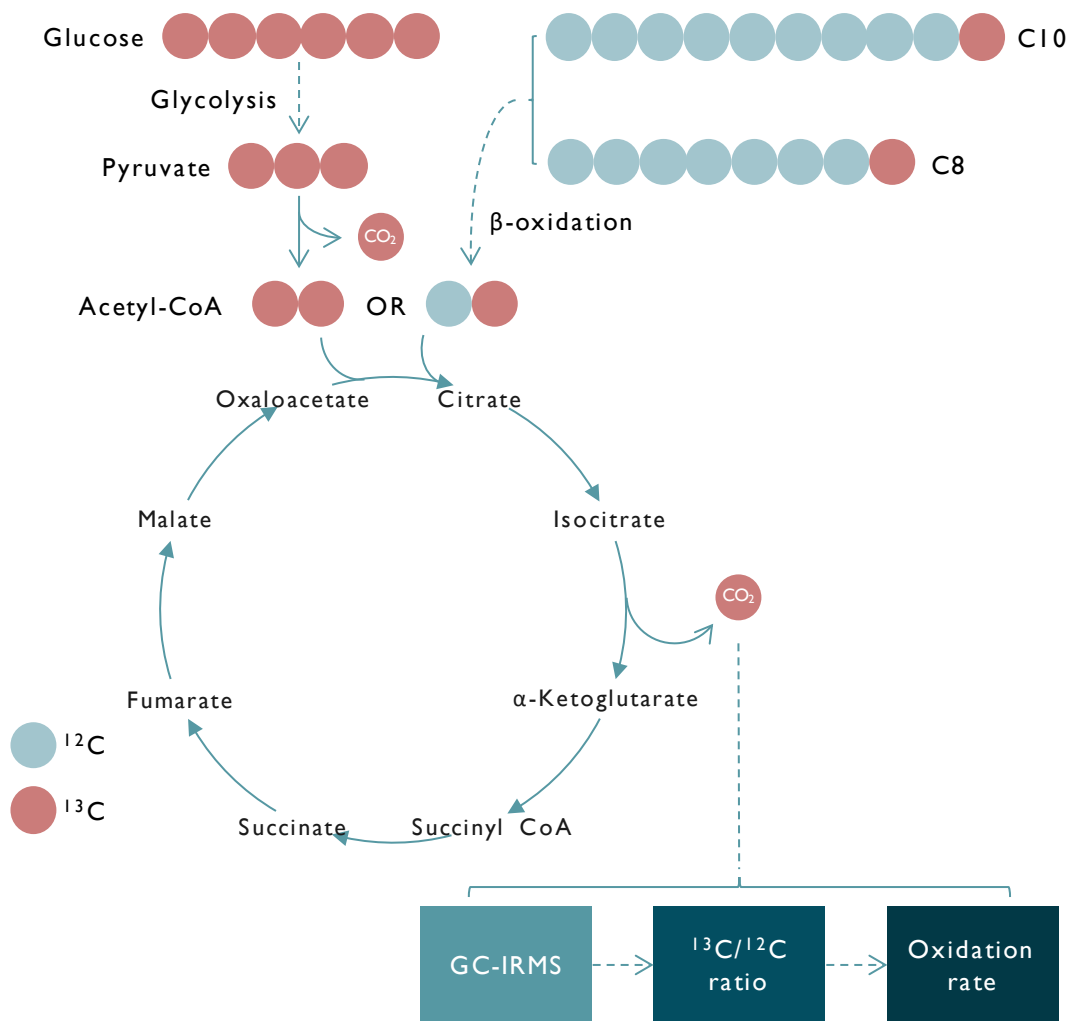 Glucose
C10
Glycolysis
Pyruvate
C8
β-oxidation
CO₂
Acetyl-CoA
OR
Oxaloacetate
Citrate
Malate
Isocitrate
CO₂
Fumarate
α-Ketoglutarate
¹²C
¹³C
Succinate
Succinyl CoA
GC-IRMS
¹³C/¹²C
ratio
Oxidation
rate